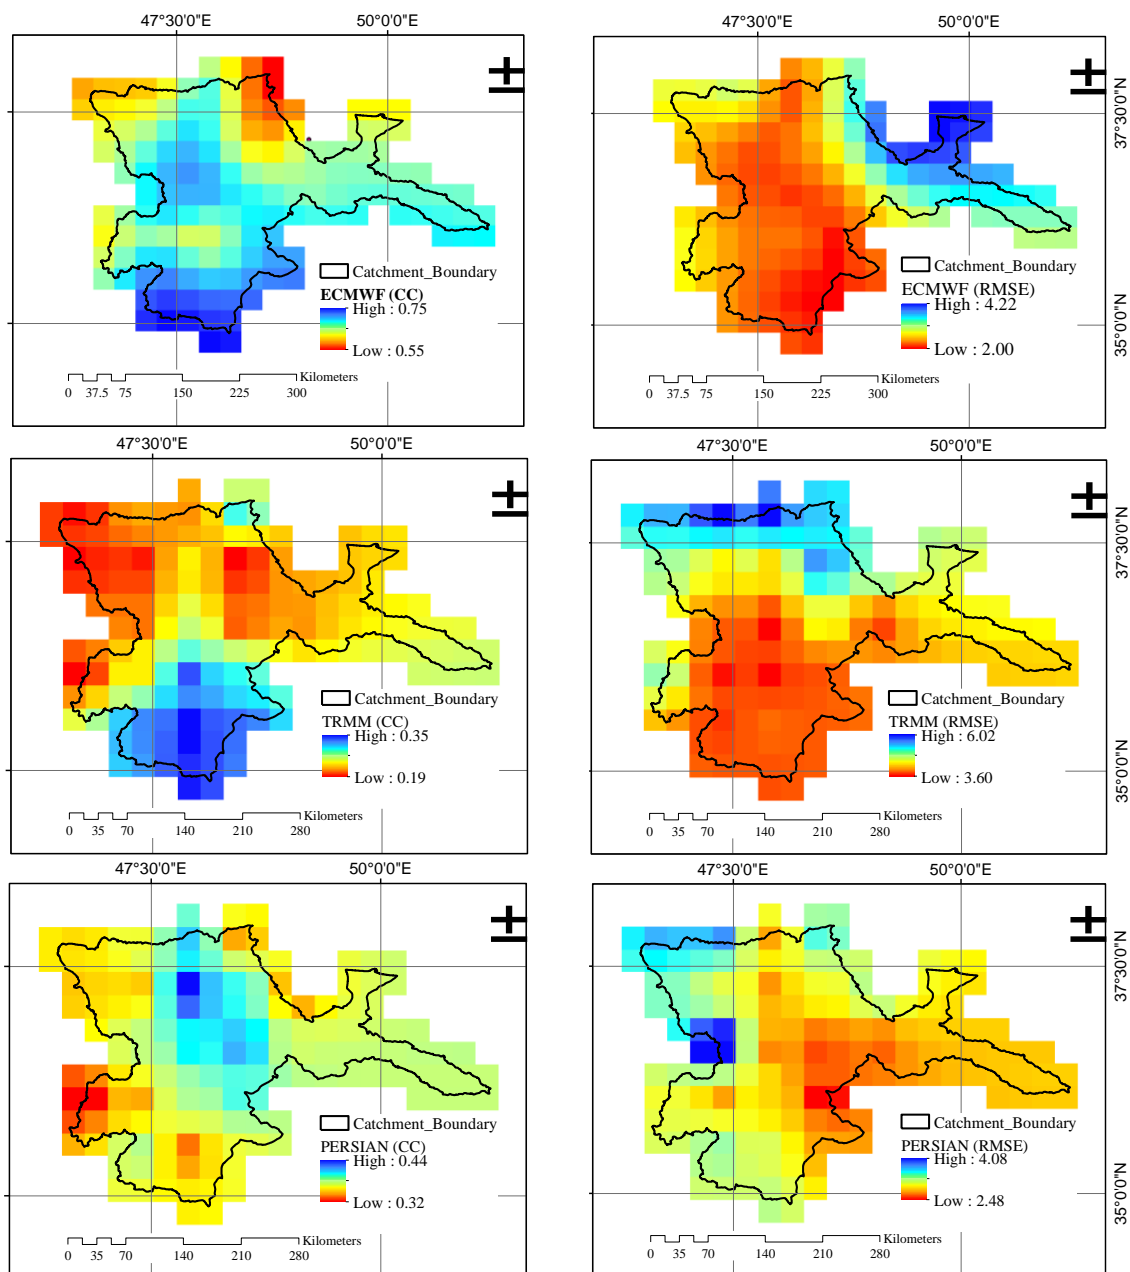 47°30'0"E 50°0'0"E
Catchment_Boundary
ECMWF (CC)
High : 0.75
Low : 0.55
Kilometers
0 37.5 75 150 225 300
47°30'0"E 50°0'0"E
37°30'0"N
35°0'0"N
Catchment_Boundary
ECMWF (RMSE)
High : 4.22
Low : 2.00
Kilometers
0 37.5 75 150 225 300
47°30'0"E 50°0'0"E
Catchment_Boundary
TRMM (CC)
High : 0.35
Low : 0.19
Kilometers
0 35 70 140 210 280
47°30'0"E 50°0'0"E
37°30'0"N
35°0'0"N
Catchment_Boundary
TRMM (RMSE)
High : 6.02
Low : 3.60
Kilometers
0 35 70 140 210 280
47°30'0"E 50°0'0"E
Catchment_Boundary
PERSIAN (CC)
High : 0.44
Low : 0.32
Kilometers
0 35 70 140 210 280
47°30'0"E 50°0'0"E
37°30'0"N
35°0'0"N
Catchment_Boundary
PERSIAN (RMSE)
High : 4.08
Low : 2.48
Kilometers
0 35 70 140 210 280